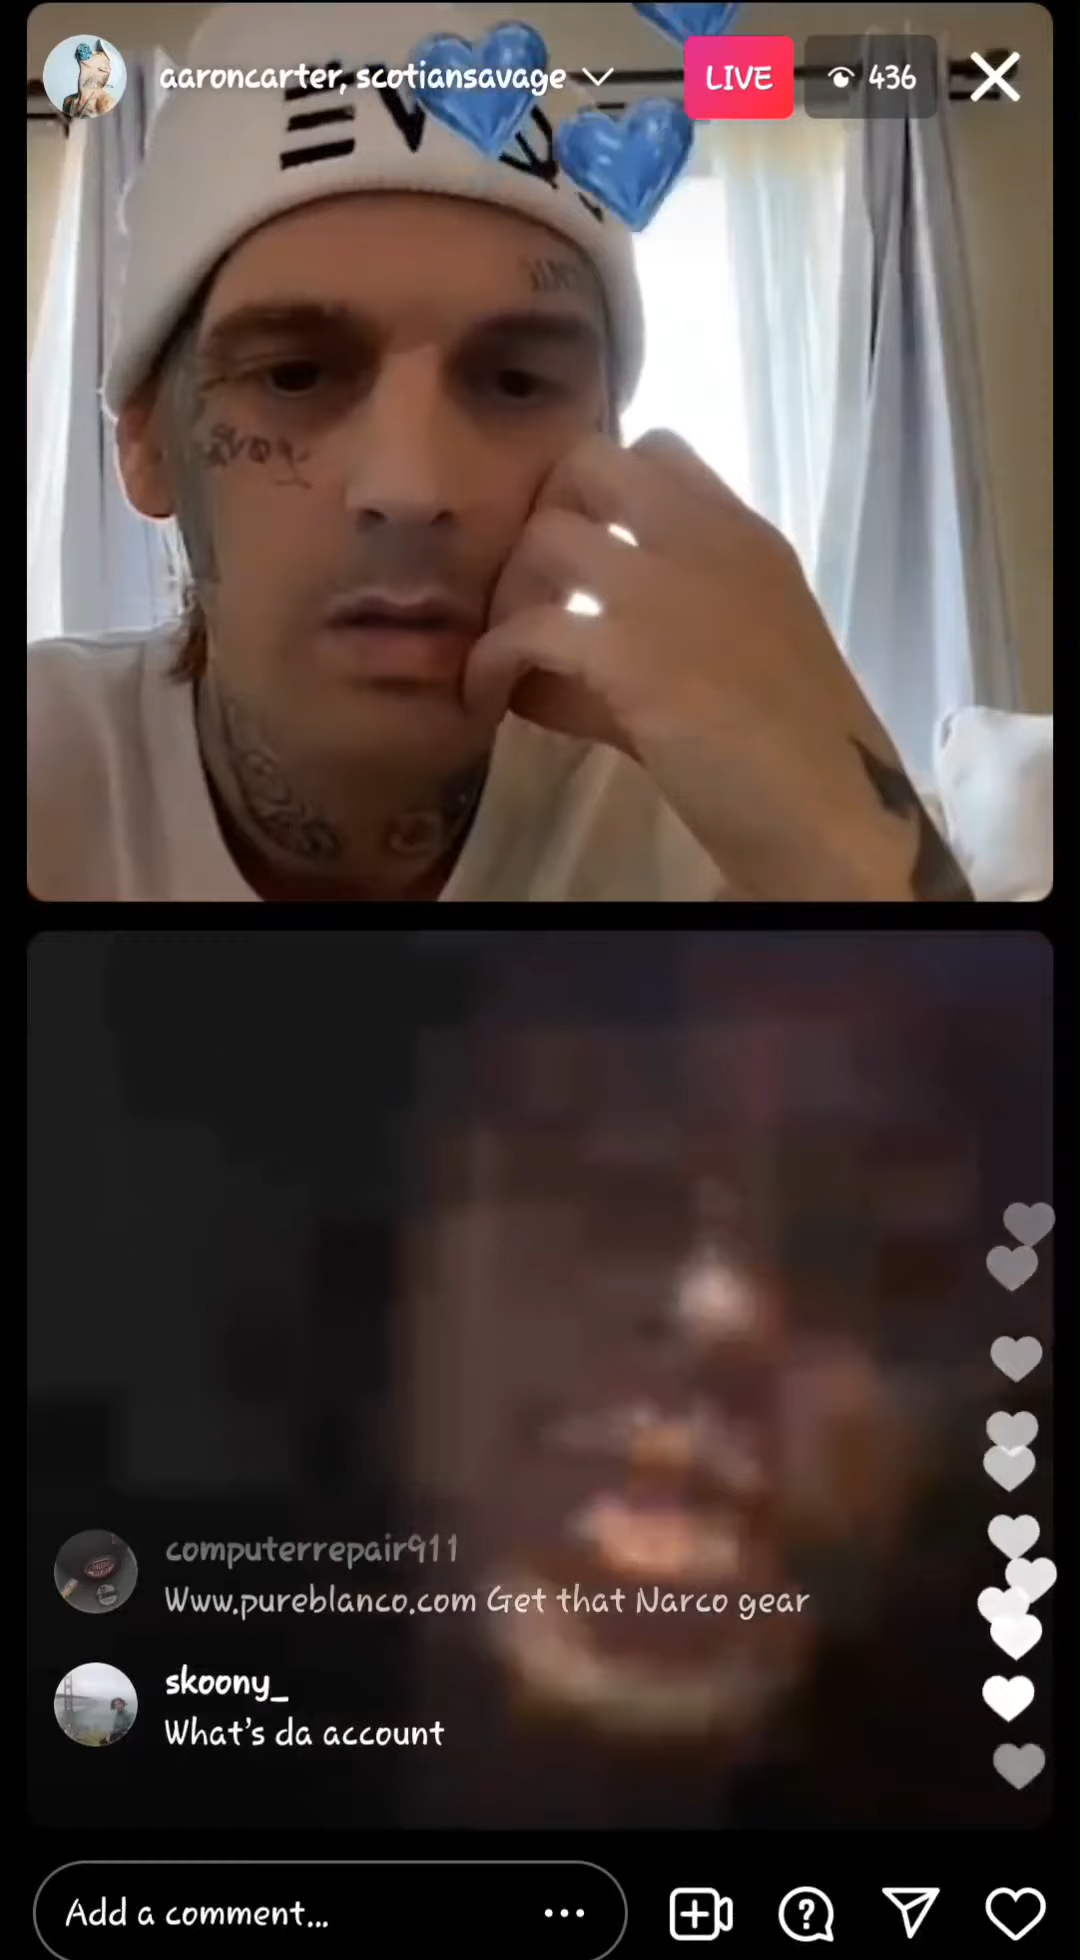 aaroncarter, scotiansavage
LIVE
436
computerrepair911
Www.pureblanco.com Get that Narco gear
skoony_
What's da account
Add a comment...